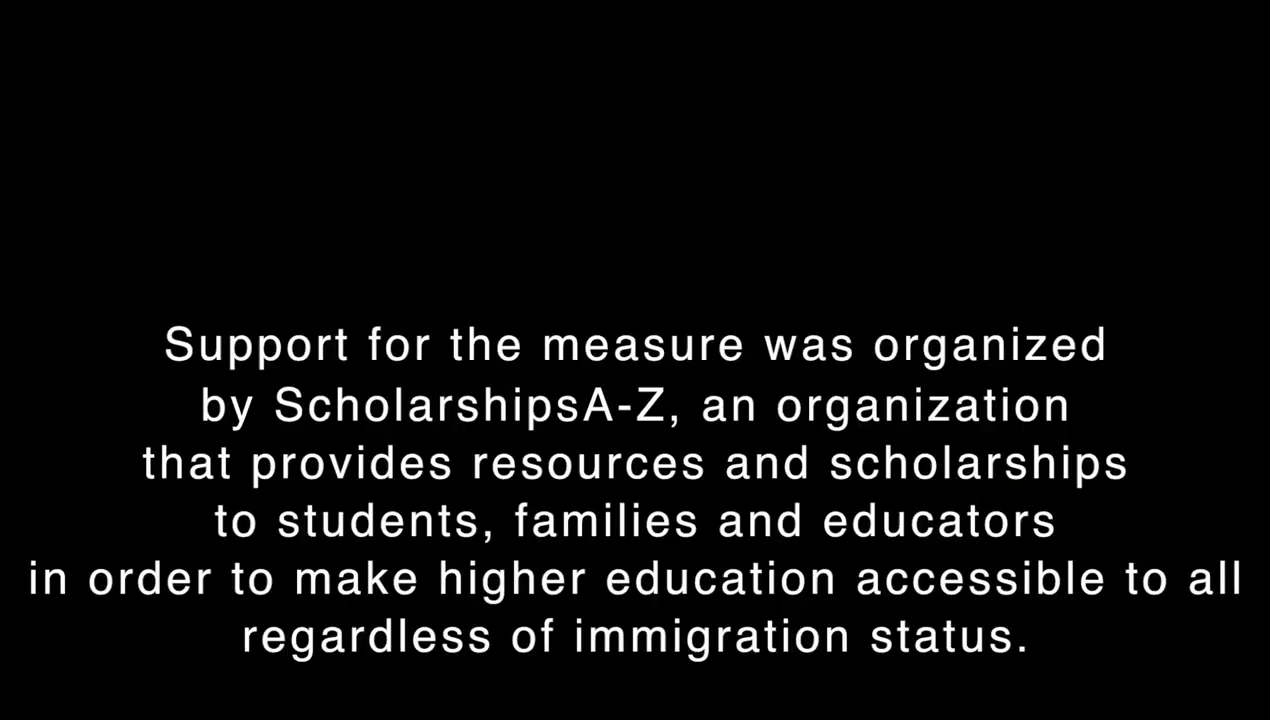 Support for the measure was organized
by ScholarshipsA-Z, an organization
that provides resources and scholarships
to students, families and educators
in order to make higher education accessible to all
regardless of immigration status.